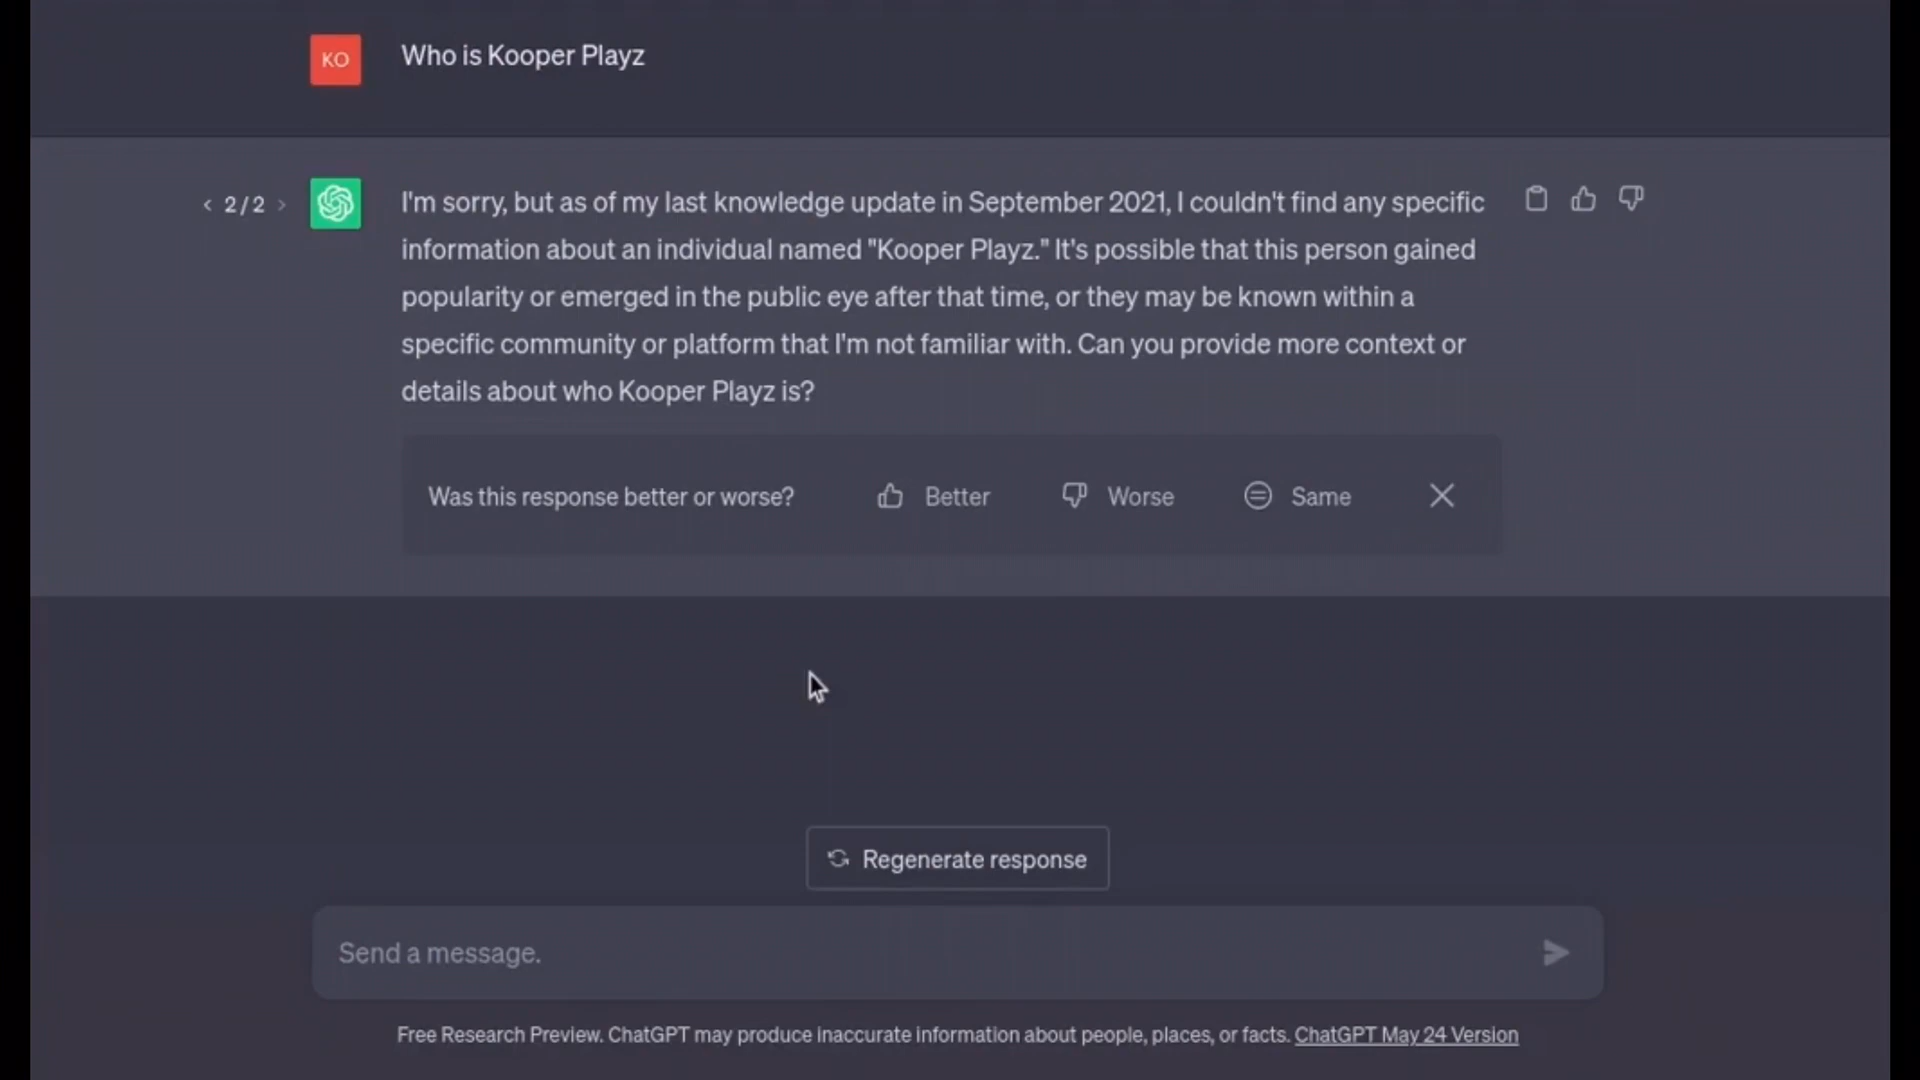 KO
Who is Kooper Playz
< 2/2 >
I'm sorry, but as of my last knowledge update in September 2021, I couldn't find any specific
information about an individual named "Kooper Playz." It's possible that this person gained
popularity or emerged in the public eye after that time, or they may be known within a
specific community or platform that I'm not familiar with. Can you provide more context or
details about who Kooper Playz is?
Was this response better or worse? Better Worse Same
Regenerate response
Send a message.
Free Research Preview. ChatGPT may produce inaccurate information about people, places, or facts. ChatGPT May 24 Version